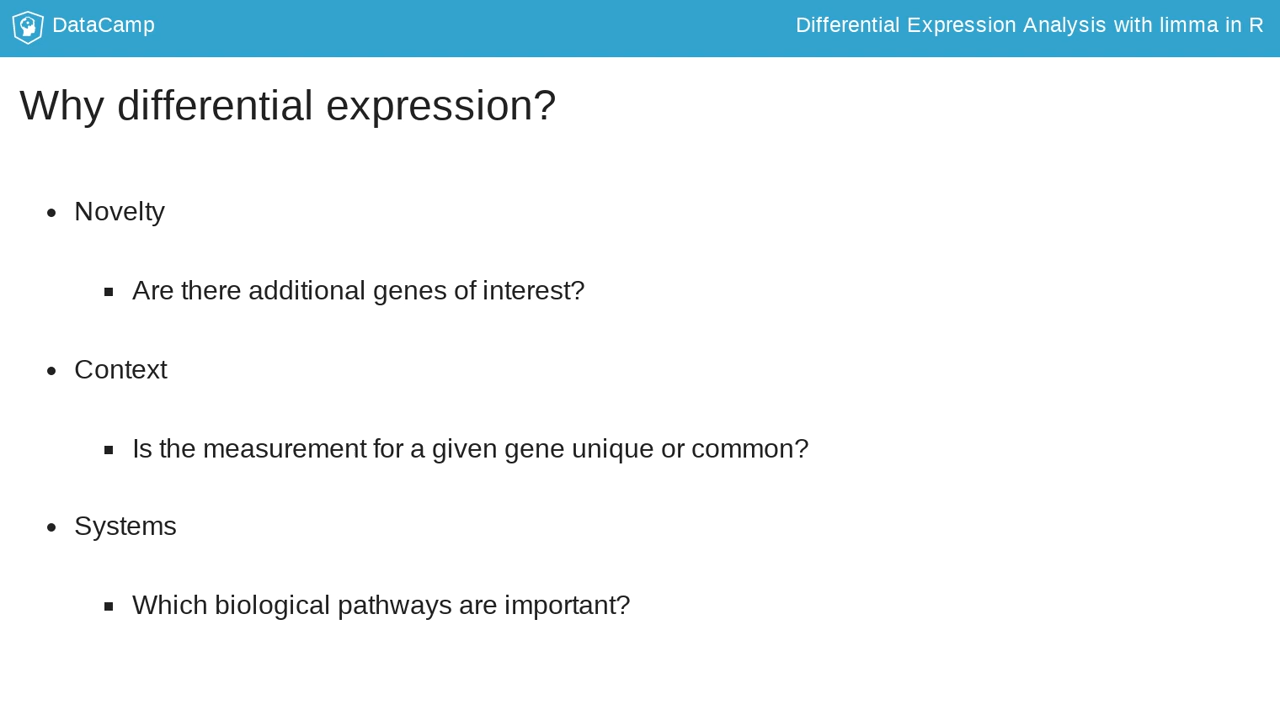 DataCamp
Differential Expression Analysis with limma in R
Why differential expression?
Novelty
Are there additional genes of interest?
Context
Is the measurement for a given gene unique or common?
Systems
Which biological pathways are important?